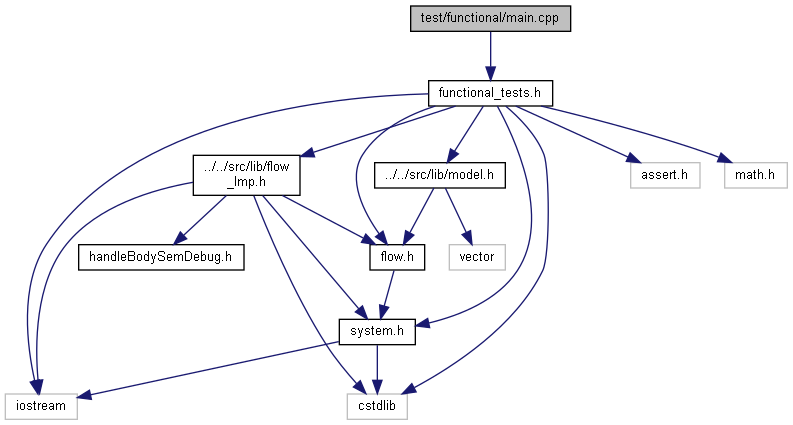 test/functional/main.cpp
functional_tests.h
../../src/lib/flow
_Imp.h
../../src/lib/model.h
assert.h
math.h
handleBodySemDebug.h
flow.h
vector
system.h
iostream
cstdlib